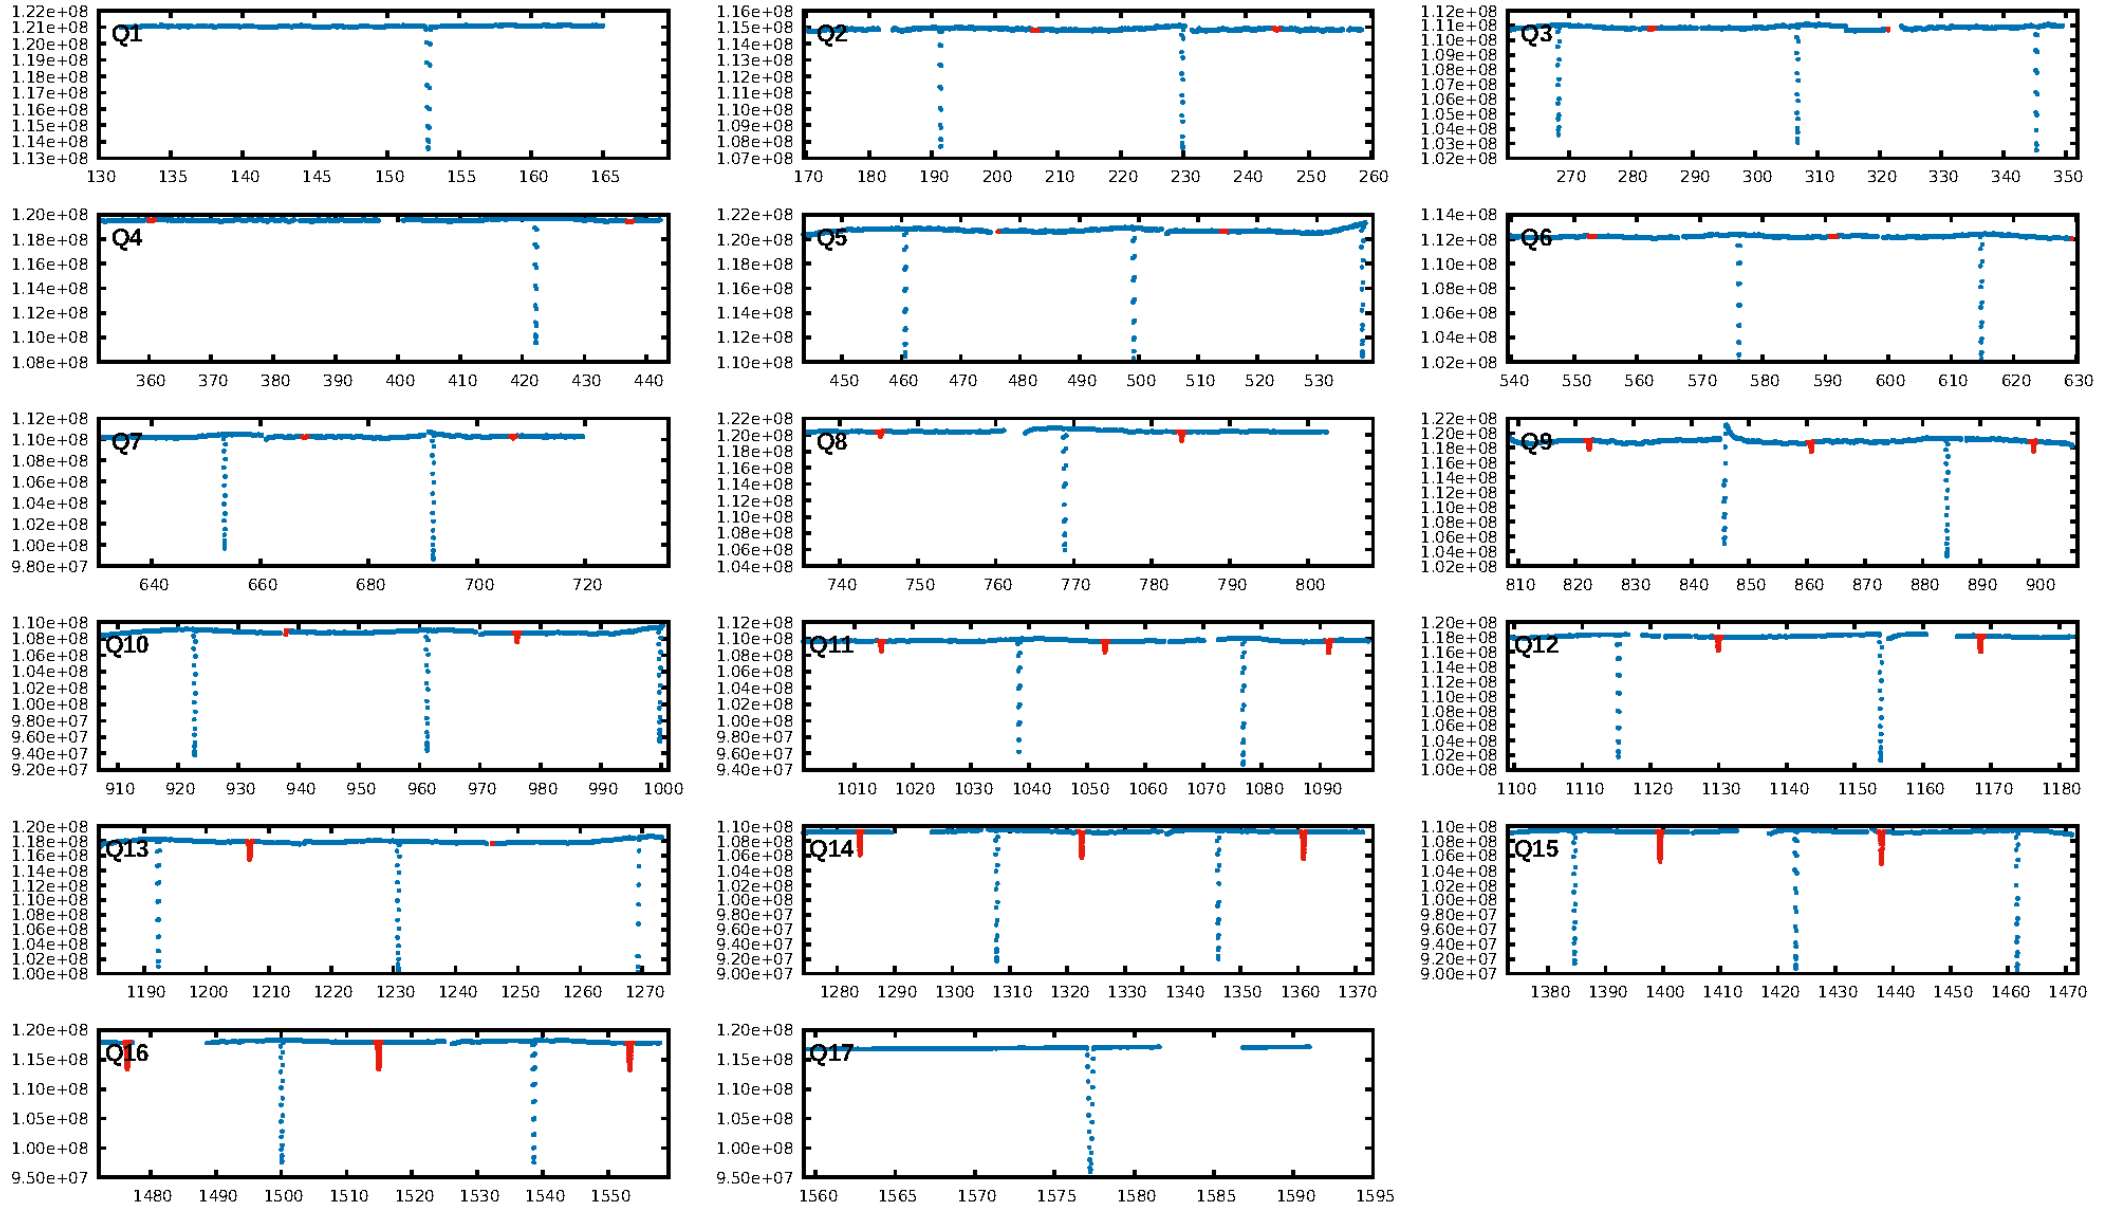 1.22e+08
1.21e+08
1.20e+08
1.19e+08
1.18e+08
1.17e+08
1.16e+08
1.15e+08
1.14e+08
1.13e+08
Q1
130 135 140 145 150 155 160 165
1.16e+08
1.15e+08
1.14e+08
1.13e+08
1.12e+08
1.11e+08
1.10e+08
1.09e+08
1.08e+08
1.07e+08
Q2
170 180 190 200 210 220 230 240 250 260
1.12e+08
1.11e+08
1.10e+08
1.09e+08
1.08e+08
1.07e+08
1.06e+08
1.05e+08
1.04e+08
1.03e+08
1.02e+08
Q3
270 280 290 300 310 320 330 340 350
1.20e+08
1.18e+08
1.16e+08
1.14e+08
1.12e+08
1.10e+08
1.08e+08
Q4
360 370 380 390 400 410 420 430 440
1.22e+08
1.20e+08
1.18e+08
1.16e+08
1.14e+08
1.12e+08
1.10e+08
Q5
450 460 470 480 490 500 510 520 530
1.14e+08
1.12e+08
1.10e+08
1.08e+08
1.06e+08
1.04e+08
1.02e+08
Q6
540 550 560 570 580 590 600 610 620 630
1.12e+08
1.10e+08
1.08e+08
1.06e+08
1.04e+08
1.02e+08
1.00e+08
9.80e+07
Q7
640 660 680 700 720
1.22e+08
1.20e+08
1.18e+08
1.16e+08
1.14e+08
1.12e+08
1.10e+08
1.08e+08
1.06e+08
1.04e+08
Q8
740 750 760 770 780 790 800
1.22e+08
1.20e+08
1.18e+08
1.16e+08
1.14e+08
1.12e+08
1.10e+08
1.08e+08
1.06e+08
1.04e+08
1.02e+08
Q9
810 820 830 840 850 860 870 880 890 900
1.10e+08
1.08e+08
1.06e+08
1.04e+08
1.02e+08
1.00e+08
9.80e+07
9.60e+07
9.40e+07
9.20e+07
Q10
910 920 930 940 950 960 970 980 990 1000
1.12e+08
1.10e+08
1.08e+08
1.06e+08
1.04e+08
1.02e+08
1.00e+08
9.80e+07
9.60e+07
9.40e+07
Q11
1010 1020 1030 1040 1050 1060 1070 1080 1090
1.20e+08
1.18e+08
1.16e+08
1.14e+08
1.12e+08
1.10e+08
1.08e+08
1.06e+08
1.04e+08
1.02e+08
1.00e+08
Q12
1100 1110 1120 1130 1140 1150 1160 1170 1180
1.20e+08
1.18e+08
1.16e+08
1.14e+08
1.12e+08
1.10e+08
1.08e+08
1.06e+08
1.04e+08
1.02e+08
1.00e+08
Q13
1190 1200 1210 1220 1230 1240 1250 1260 1270
1.10e+08
1.08e+08
1.06e+08
1.04e+08
1.02e+08
1.00e+08
9.80e+07
9.60e+07
9.40e+07
9.20e+07
9.00e+07
Q14
1280 1290 1300 1310 1320 1330 1340 1350 1360 1370
1.10e+08
1.08e+08
1.06e+08
1.04e+08
1.02e+08
1.00e+08
9.80e+07
9.60e+07
9.40e+07
9.20e+07
9.00e+07
Q15
1380 1390 1400 1410 1420 1430 1440 1450 1460 1470
1.20e+08
1.15e+08
1.10e+08
1.05e+08
1.00e+08
9.50e+07
Q16
1480 1490 1500 1510 1520 1530 1540 1550
1.20e+08
1.15e+08
1.10e+08
1.05e+08
1.00e+08
9.50e+07
Q17
1560 1565 1570 1575 1580 1585 1590 1595